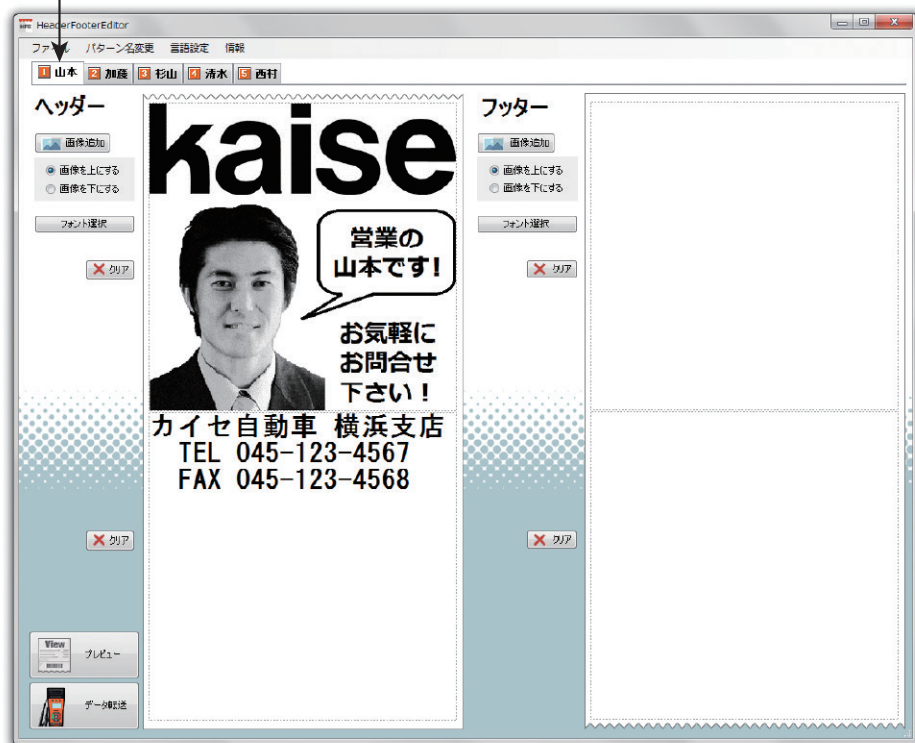 HeaderFooterEditor
ファイル パターン名変更 言語設定 情報
1 山本 2 加藤 3 杉山 4 清水 5 西村
ヘッダー
画像追加
画像を上にする
画像を下にする
フォント選択
クリア
kaise
営業の
山本です!
お気軽に
お問合せ
下さい!
カイセ自動車 横浜支店
TEL 045-123-4567
FAX 045-123-4568
クリア
View
プレビュー
データ転送
フッター
画像追加
画像を上にする
画像を下にする
フォント選択
クリア
クリア